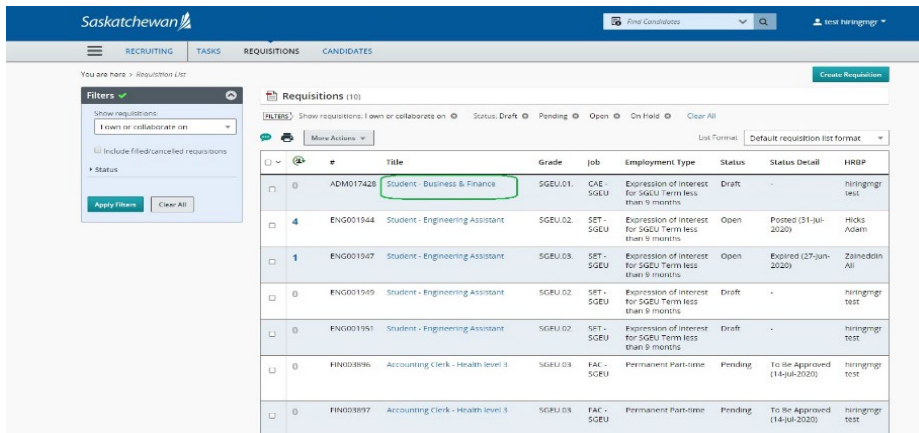 Saskatchewan
Find Candidates
test hiringmgr
RECRUITING TASKS REQUISITIONS CANDIDATES
You are here > Requisition List
Create Requisition
Filters
Show requisitions:
I own or collaborate on
Include filled/cancelled requisitions
Status
Apply Filters Clear All
Requisitions (10)
FILTERS Show requisitions: I own or collaborate on Status: Draft Pending Open On Hold Clear All
More Actions List Format Default requisition list format
# Title Grade Job Employment Type Status Status Detail HRBP
0 ADM017428 Student - Business & Finance SGEU.01. CAE - SGEU Expression of Interest for SGEU Term less than 9 months Draft - hiringmgr test
4 ENG001944 Student - Engineering Assistant SGEU.02. SET - SGEU Expression of Interest for SGEU Term less than 9 months Open Posted (31-Jul-2020) Hicks Adam
1 ENG001947 Student - Engineering Assistant SGEU.03. SET - SGEU Expression of Interest for SGEU Term less than 9 months Open Expired (27-Jun-2020) Zaineddin Ali
0 ENG001949 Student - Engineering Assistant SGEU.02. SET - SGEU Expression of Interest for SGEU Term less than 9 months Draft - hiringmgr test
0 ENG001951 Student - Engineering Assistant SGEU.02. SET - SGEU Expression of Interest for SGEU Term less than 9 months Draft - hiringmgr test
0 FIN003896 Accounting Clerk - Health level 3 SGEU.03. FAC - SGEU Permanent Part-time Pending To Be Approved (14-Jul-2020) hiringmgr test
0 FIN003897 Accounting Clerk - Health level 3 SGEU.03. FAC - SGEU Permanent Part-time Pending To Be Approved (14-Jul-2020) hiringmgr test